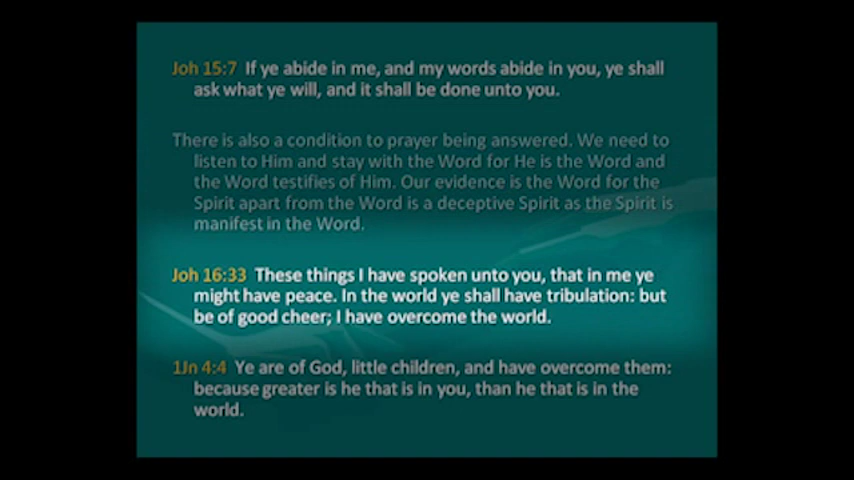 Joh 15:7 If ye abide in me, and my words abide in you, ye shall
ask what ye will, and it shall be done unto you.
There is also a condition to prayer being answered. We need to
listen to Him and stay with the Word for He is the Word and
the Word testifies of Him. Our evidence is the Word for the
Spirit apart from the Word is a deceptive Spirit as the Spirit is
manifest in the Word.
Joh 16:33 These things I have spoken unto you, that in me ye
might have peace. In the world ye shall have tribulation: but
be of good cheer; I have overcome the world.
1Jn 4:4 Ye are of God, little children, and have overcome them:
because greater is he that is in you, than he that is in the
world.